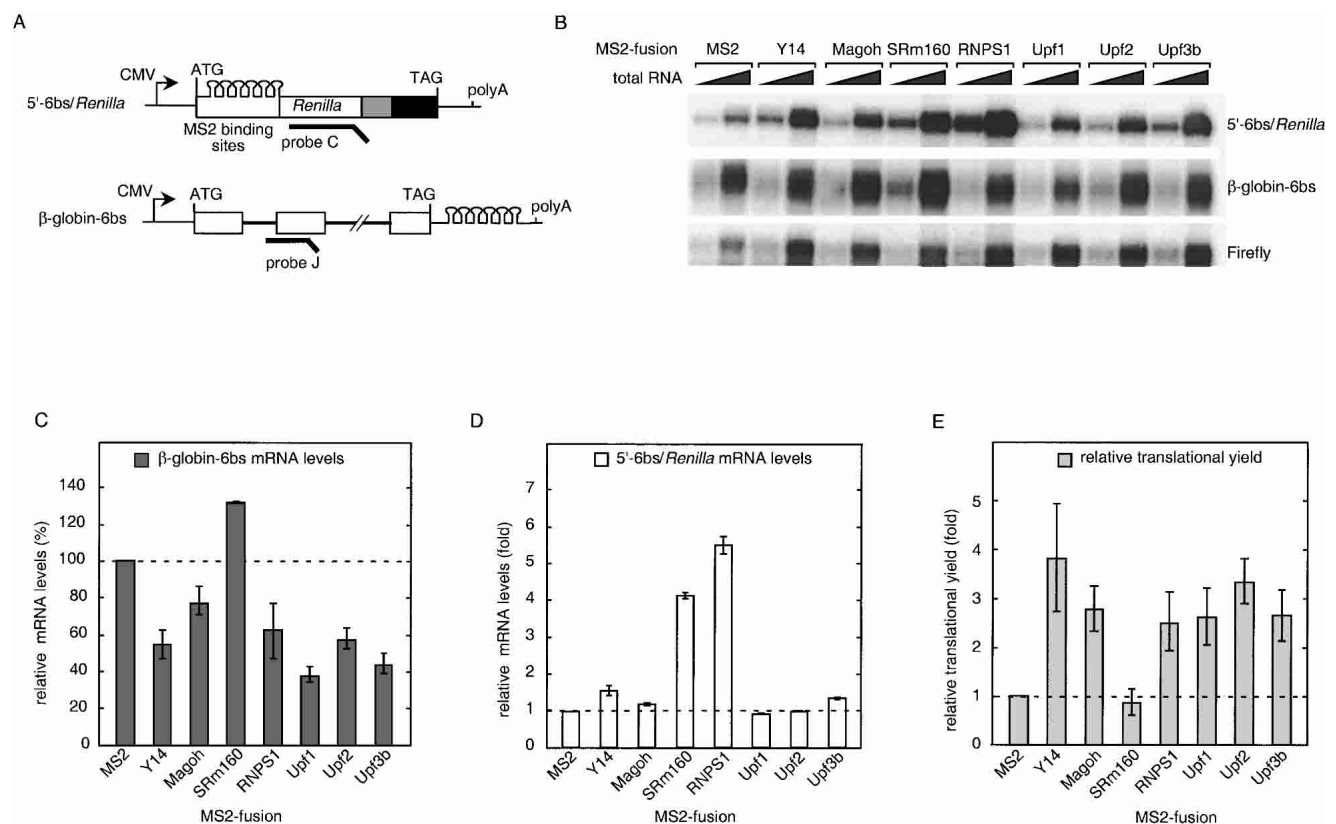 A
CMV
ATG
TAG
polyA
5'-6bs/Renilla
Renilla
MS2 binding
sites
probe C
CMV
ATG
TAG
polyA
β-globin-6bs
probe J
B
MS2-fusion MS2 Y14 Magoh SRm160 RNPS1 Upf1 Upf2 Upf3b
total RNA
5'-6bs/Renilla
β-globin-6bs
Firefly
C
β-globin-6bs mRNA levels
relative mRNA levels (%)
140
120
100
80
60
40
20
0
MS2 Y14 Magoh SRm160 RNPS1 Upf1 Upf2 Upf3b
MS2-fusion
D
5'-6bs/Renilla mRNA levels
relative mRNA levels (fold)
7
6
5
4
3
2
1
0
MS2 Y14 Magoh SRm160 RNPS1 Upf1 Upf2 Upf3b
MS2-fusion
E
relative translational yield
relative translational yield (fold)
5
4
3
2
1
0
MS2 Y14 Magoh SRm160 RNPS1 Upf1 Upf2 Upf3b
MS2-fusion